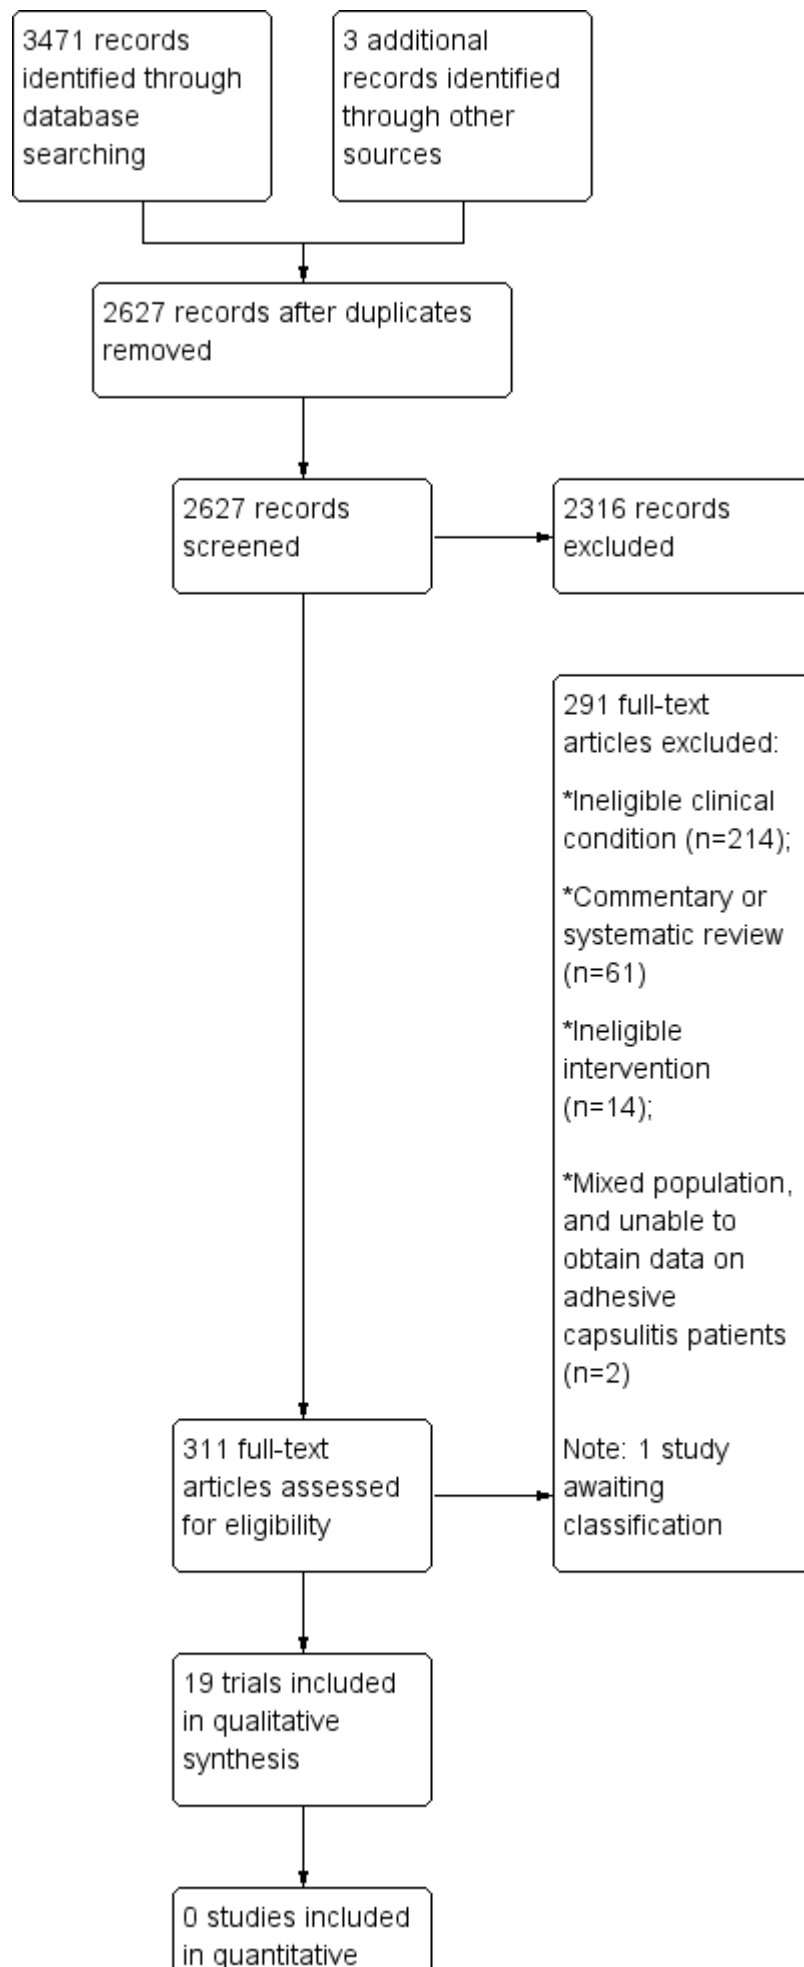 3471 records
identified through
database
searching
3 additional
records identified
through other
sources
2627 records after duplicates
removed
2627 records
screened
2316 records
excluded
291 full-text
articles excluded:
*Ineligible clinical
condition (n=214);
*Commentary or
systematic review
(n=61)
*Ineligible
intervention
(n=14);
*Mixed population,
and unable to
obtain data on
adhesive
capsulitis patients
(n=2)
Note: 1 study
awaiting
classification
311 full-text
articles assessed
for eligibility
19 trials included
in qualitative
synthesis
0 studies included
in quantitative